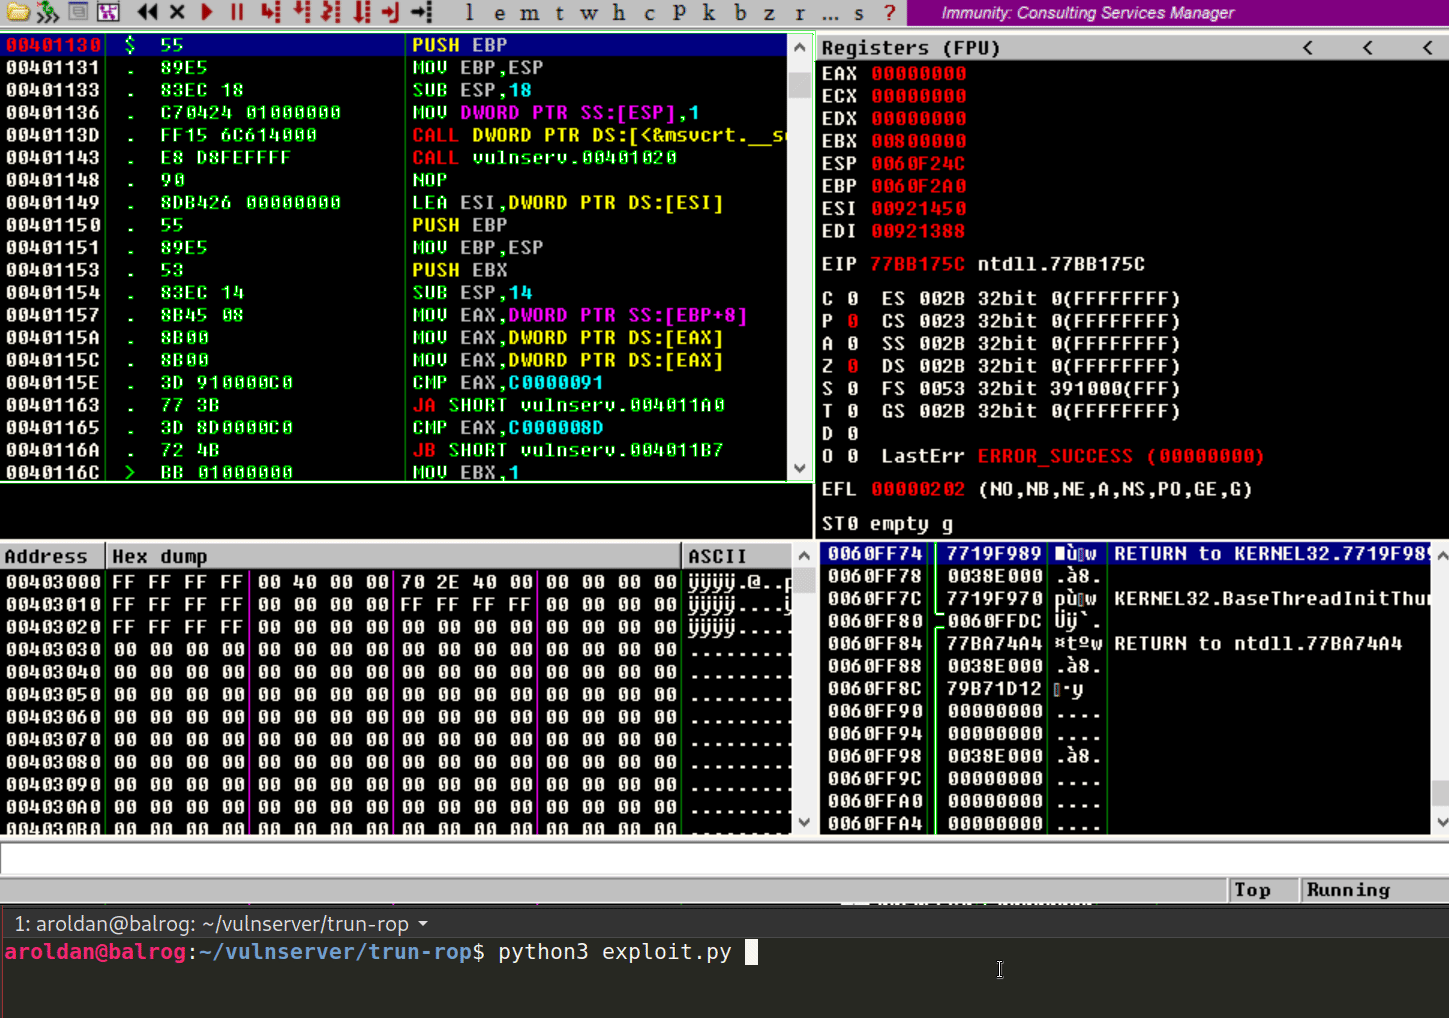 l e m t w h c P k b z r ... s ? Immunity: Consulting Services Manager
00401130 $ 55 PUSH EBP
00401131 . 89E5 MOV EBP,ESP
00401133 . 83EC 18 SUB ESP,18
00401136 . C70424 01000000 MOV DWORD PTR SS:[ESP],1
0040113D . FF15 6C614000 CALL DWORD PTR DS:[<&msvcrt.__s
00401143 . E8 D8FEFFFF CALL vulnserv.00401020
00401148 . 90 NOP
00401149 . 8DB426 00000000 LEA ESI,DWORD PTR DS:[ESI]
00401150 . 55 PUSH EBP
00401151 . 89E5 MOV EBP,ESP
00401153 . 53 PUSH EBX
00401154 . 83EC 14 SUB ESP,14
00401157 . 8B45 08 MOV EAX,DWORD PTR SS:[EBP+8]
0040115A . 8B00 MOV EAX,DWORD PTR DS:[EAX]
0040115C . 8B00 MOV EAX,DWORD PTR DS:[EAX]
0040115E . 3D 910000C0 CMP EAX,C0000091
00401163 . 77 3B JA SHORT vulnserv.004011A0
00401165 . 3D 8D0000C0 CMP EAX,C000008D
0040116A . 72 4B JB SHORT vulnserv.004011B7
0040116C > BB 01000000 MOV EBX,1
Registers (FPU) < < <
EAX 00000000
ECX 00000000
EDX 00000000
EBX 00800000
ESP 0060F24C
EBP 0060F2A0
ESI 00921450
EDI 00921388
EIP 77BB175C ntdll.77BB175C
C 0 ES 002B 32bit 0(FFFFFFFF)
P 0 CS 0023 32bit 0(FFFFFFFF)
A 0 SS 002B 32bit 0(FFFFFFFF)
Z 0 DS 002B 32bit 0(FFFFFFFF)
S 0 FS 0053 32bit 391000(FFF)
T 0 GS 002B 32bit 0(FFFFFFFF)
D 0
O 0 LastErr ERROR_SUCCESS (00000000)
EFL 00000202 (NO,NB,NE,A,NS,PO,GE,G)
ST0 empty g
Address Hex dump ASCII
00403000 FF FF FF FF 00 40 00 00 70 2E 40 00 00 00 00 00 ÿÿÿÿ.@..p
00403010 FF FF FF FF 00 00 00 00 FF FF FF FF 00 00 00 00 ÿÿÿÿ....ÿ
00403020 FF FF FF FF 00 00 00 00 00 00 00 00 00 00 00 00 ÿÿÿÿ.....
00403030 00 00 00 00 00 00 00 00 00 00 00 00 00 00 00 00 .........
00403040 00 00 00 00 00 00 00 00 00 00 00 00 00 00 00 00 .........
00403050 00 00 00 00 00 00 00 00 00 00 00 00 00 00 00 00 .........
00403060 00 00 00 00 00 00 00 00 00 00 00 00 00 00 00 00 .........
00403070 00 00 00 00 00 00 00 00 00 00 00 00 00 00 00 00 .........
00403080 00 00 00 00 00 00 00 00 00 00 00 00 00 00 00 00 .........
00403090 00 00 00 00 00 00 00 00 00 00 00 00 00 00 00 00 .........
004030A0 00 00 00 00 00 00 00 00 00 00 00 00 00 00 00 00 .........
004030B0 00 00 00 00 00 00 00 00 00 00 00 00 00 00 00 00 .........
0060FF74 7719F989 RETURN to KERNEL32.7719F989
0060FF78 0038E000 .à8.
0060FF7C 7719F970 KERNEL32.BaseThreadInitThu
0060FF80 0060FFDC Üÿ`.
0060FF84 77BA74A4 ¤tºw RETURN to ntdll.77BA74A4
0060FF88 0038E000 .à8.
0060FF8C 79B71D12
0060FF90 00000000 ....
0060FF94 00000000 ....
0060FF98 0038E000 .à8.
0060FF9C 00000000 ....
0060FFA0 00000000 ....
0060FFA4 00000000 ....
Top Running
1: aroldan@balrog: ~/vulnserver/trun-rop
aroldan@balrog:~/vulnserver/trun-rop$ python3 exploit.py